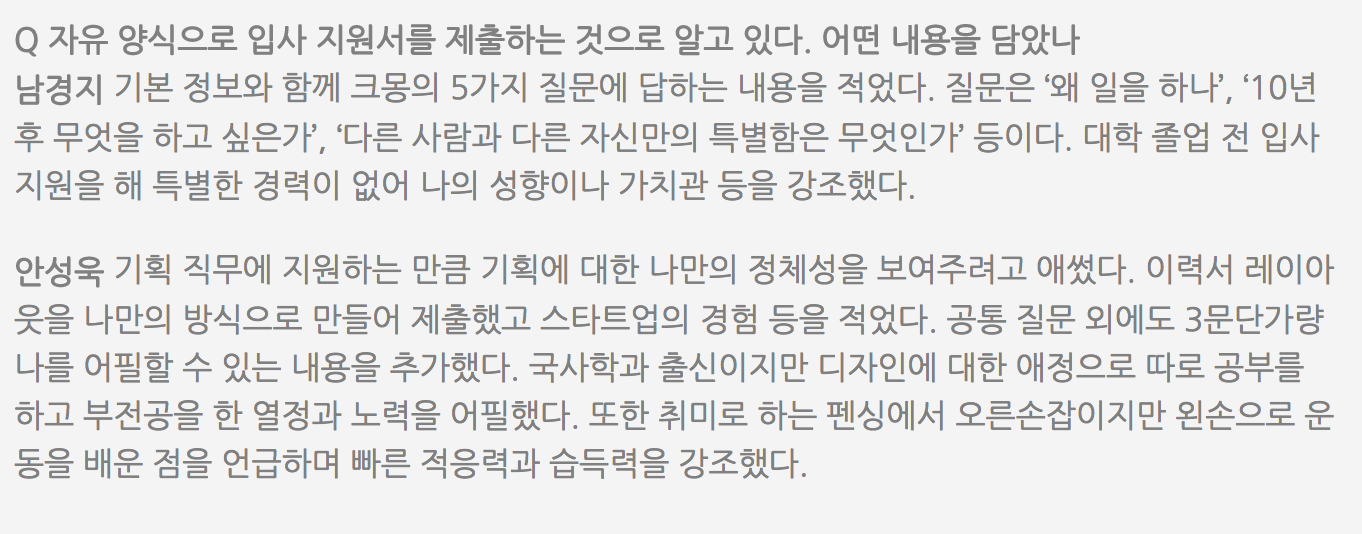 Q 자유 양식으로 입사 지원서를 제출하는 것으로 알고 있다. 어떤 내용을 담았나
남경지 기본 정보와 함께 크몽의 5가지 질문에 답하는 내용을 적었다. 질문은 ‘왜 일을 하나’, ‘10년
후 무엇을 하고 싶은가’, ‘다른 사람과 다른 자신만의 특별함은 무엇인가’ 등이다. 대학 졸업 전 입사
지원을 해 특별한 경력이 없어 나의 성향이나 가치관 등을 강조했다.
안성욱 기획 직무에 지원하는 만큼 기획에 대한 나만의 정체성을 보여주려고 애썼다. 이력서 레이아
웃을 나만의 방식으로 만들어 제출했고 스타트업의 경험 등을 적었다. 공통 질문 외에도 3문단가량
나를 어필할 수 있는 내용을 추가했다. 국사학과 출신이지만 디자인에 대한 애정으로 따로 공부를
하고 부전공을 한 열정과 노력을 어필했다. 또한 취미로 하는 펜싱에서 오른손잡이지만 왼손으로 운
동을 배운 점을 언급하며 빠른 적응력과 습득력을 강조했다.